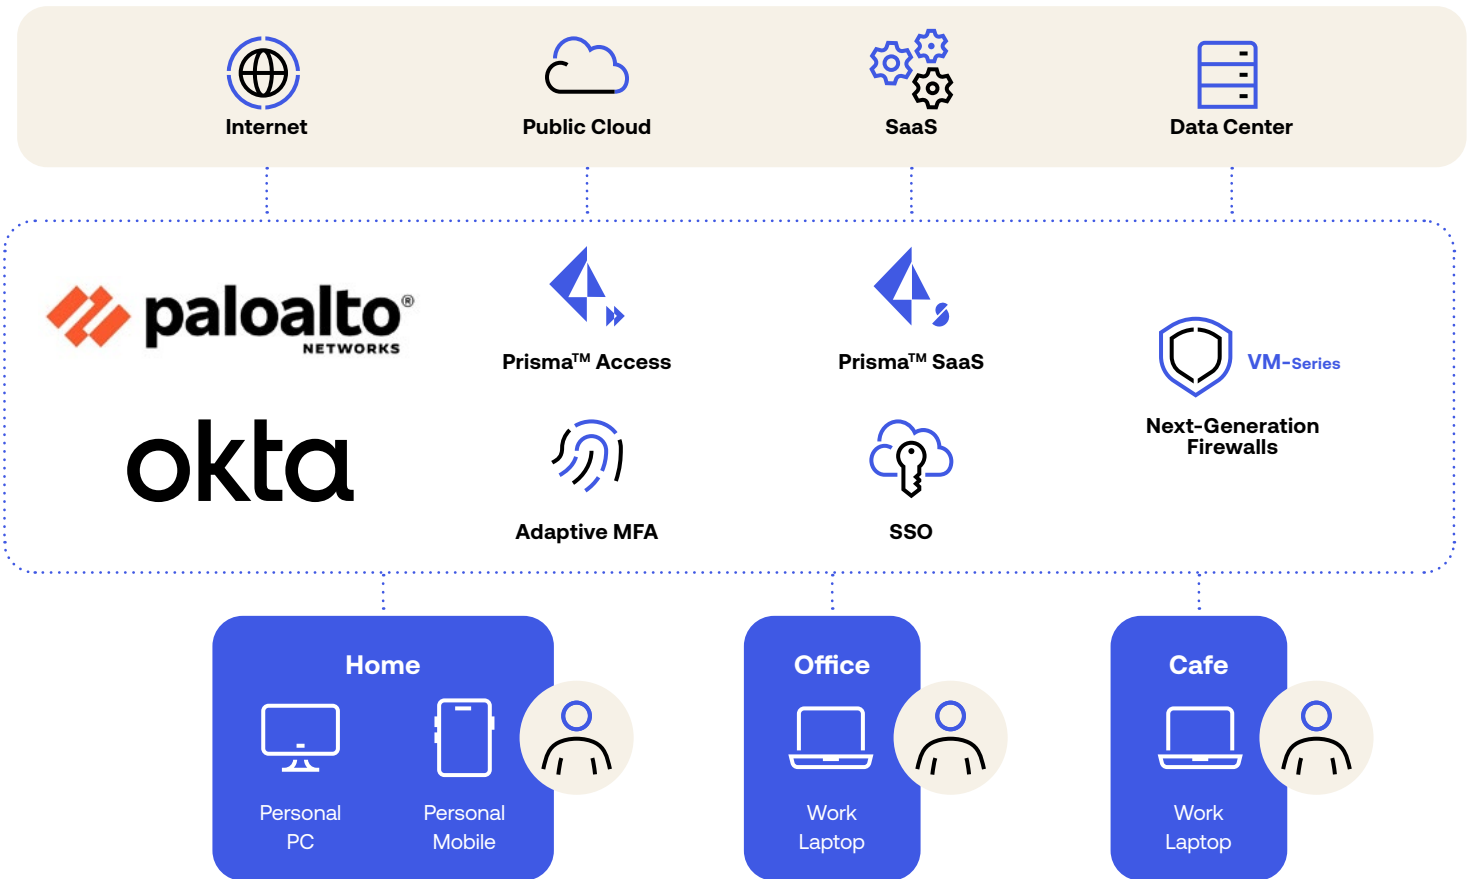 Internet
Public Cloud
SaaS
Data Center
paloalto®
NETWORKS
Prisma™ Access
Prisma™ SaaS
VM-Series
Next-Generation
Firewalls
okta
Adaptive MFA
SSO
Home
Personal
PC
Personal
Mobile
Office
Work
Laptop
Cafe
Work
Laptop